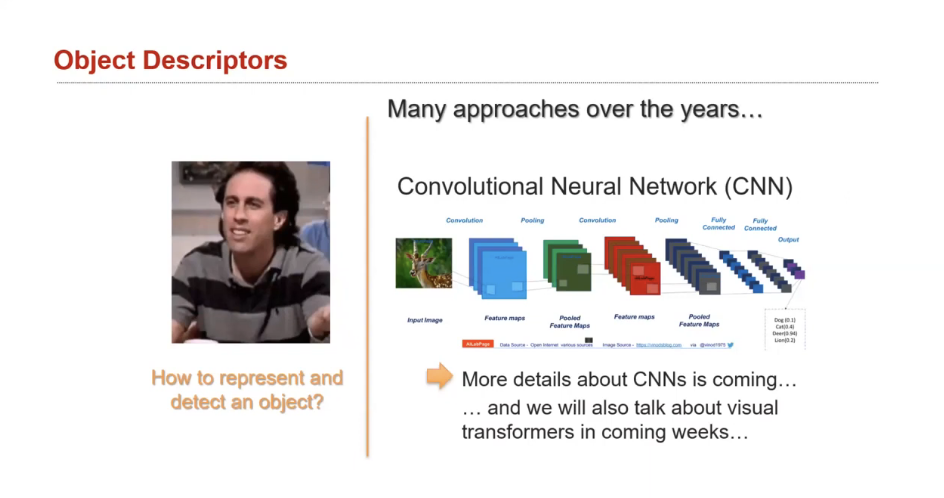 Object Descriptors
Many approaches over the years…
Convolutional Neural Network (CNN)
Convolution Pooling Convolution Pooling Fully Connected Fully Connected Output
Input Image Feature maps Pooled Feature Maps Feature maps Pooled Feature Maps
Dog (0.1)
Cat(0.4)
Deer(0.94)
Lion(0.2)
Data Source - Open Internet various sources Image Source - via @vinod1975
How to represent and
detect an object?
More details about CNNs is coming…
… and we will also talk about visual
transformers in coming weeks…